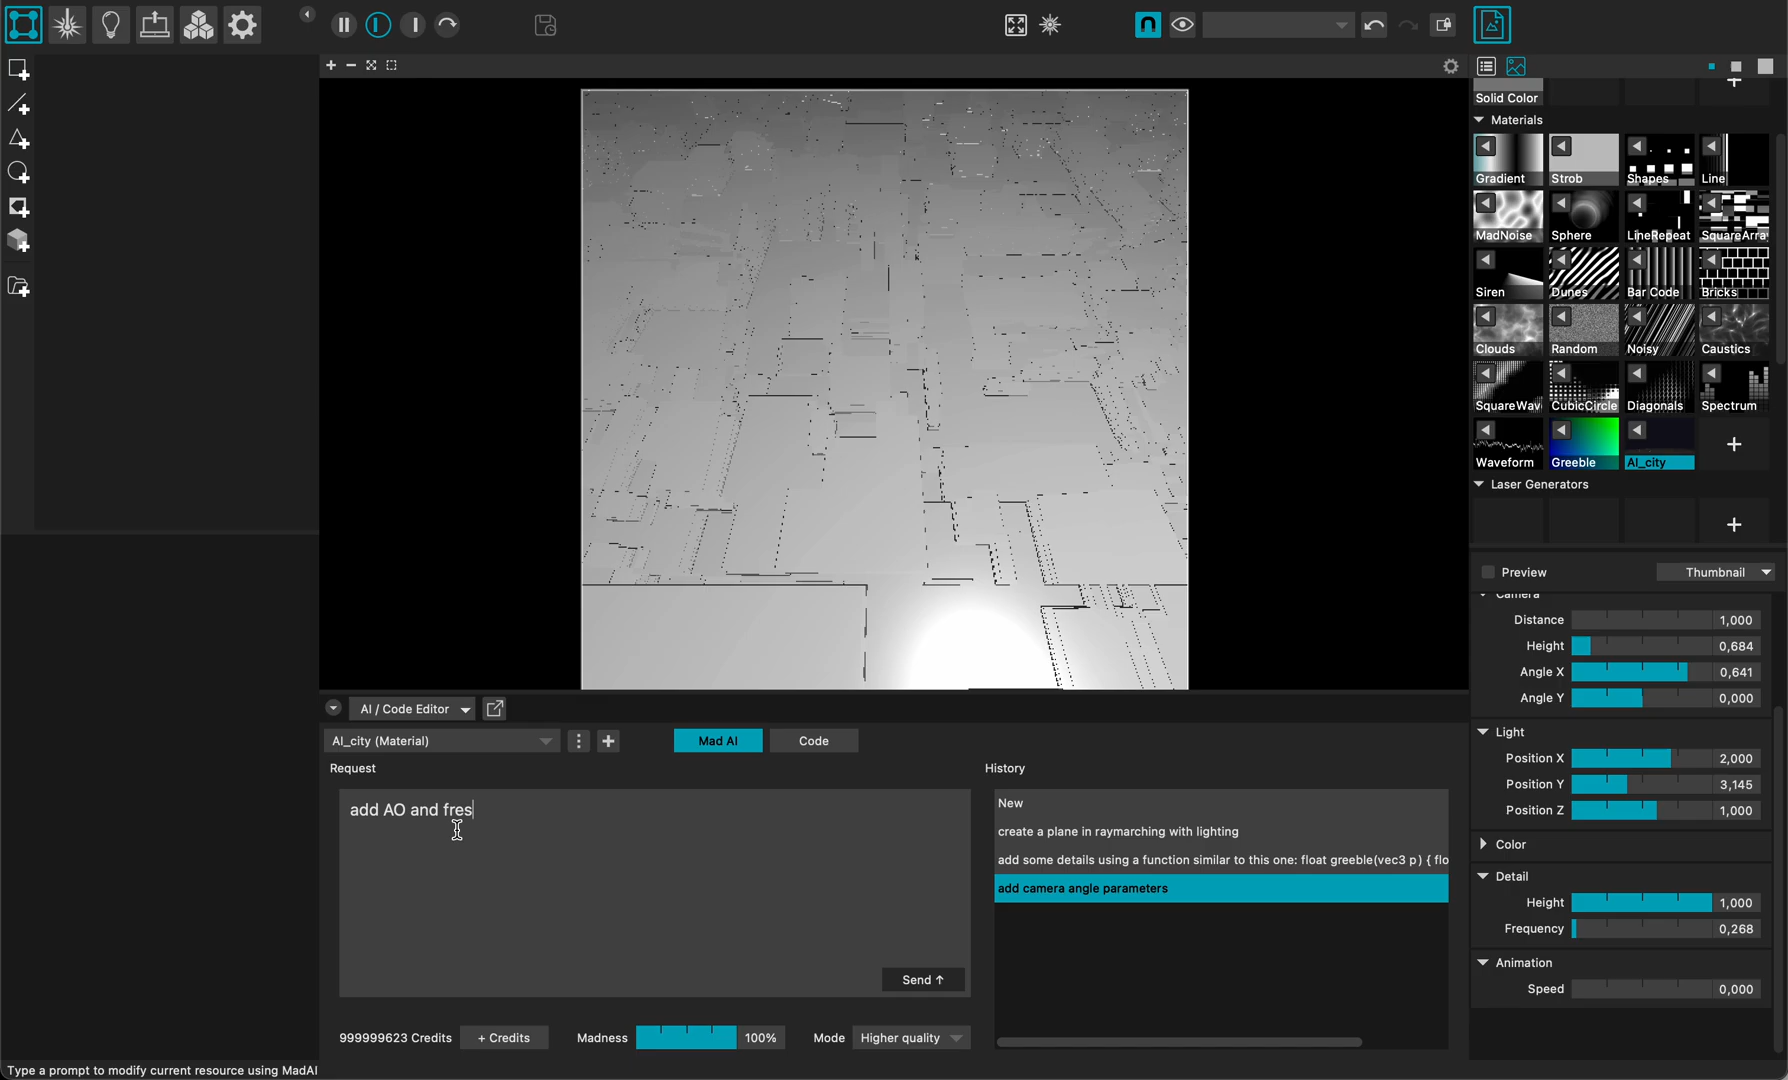 Solid Color
Materials
Gradient
Strob
Shapes
Line
MadNoise
Sphere
LineRepeat
SquareArra
Siren
Dunes
Bar Code
Bricks
Clouds
Random
Noisy
Caustics
SquareWav
CubicCircle
Diagonals
Spectrum
Waveform
Greeble
AI_city
Laser Generators
Preview
Thumbnail
Camera
Distance 1,000
Height 0,684
Angle X 0,641
Angle Y 0,000
Light
Position X 2,000
Position Y 3,145
Position Z 1,000
Color
Detail
Height 1,000
Frequency 0,268
Animation
Speed 0,000
AI / Code Editor
AI_city (Material)
Mad AI
Code
Request
add AO and fres
Send ↑
History
New
create a plane in raymarching with lighting
add some details using a function similar to this one: float greeble(vec3 p) { flo
add camera angle parameters
999999623 Credits
+ Credits
Madness 100%
Mode Higher quality
Type a prompt to modify current resource using MadAI